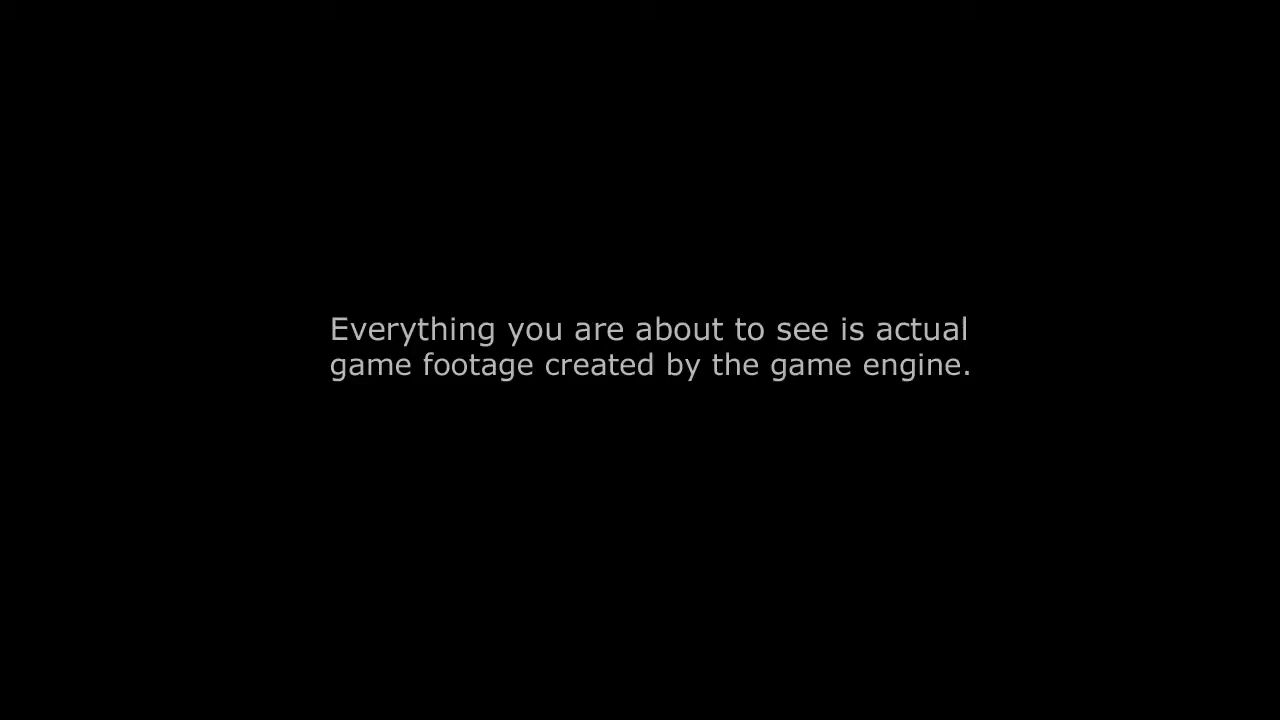 Everything you are about to see is actual
game footage created by the game engine.